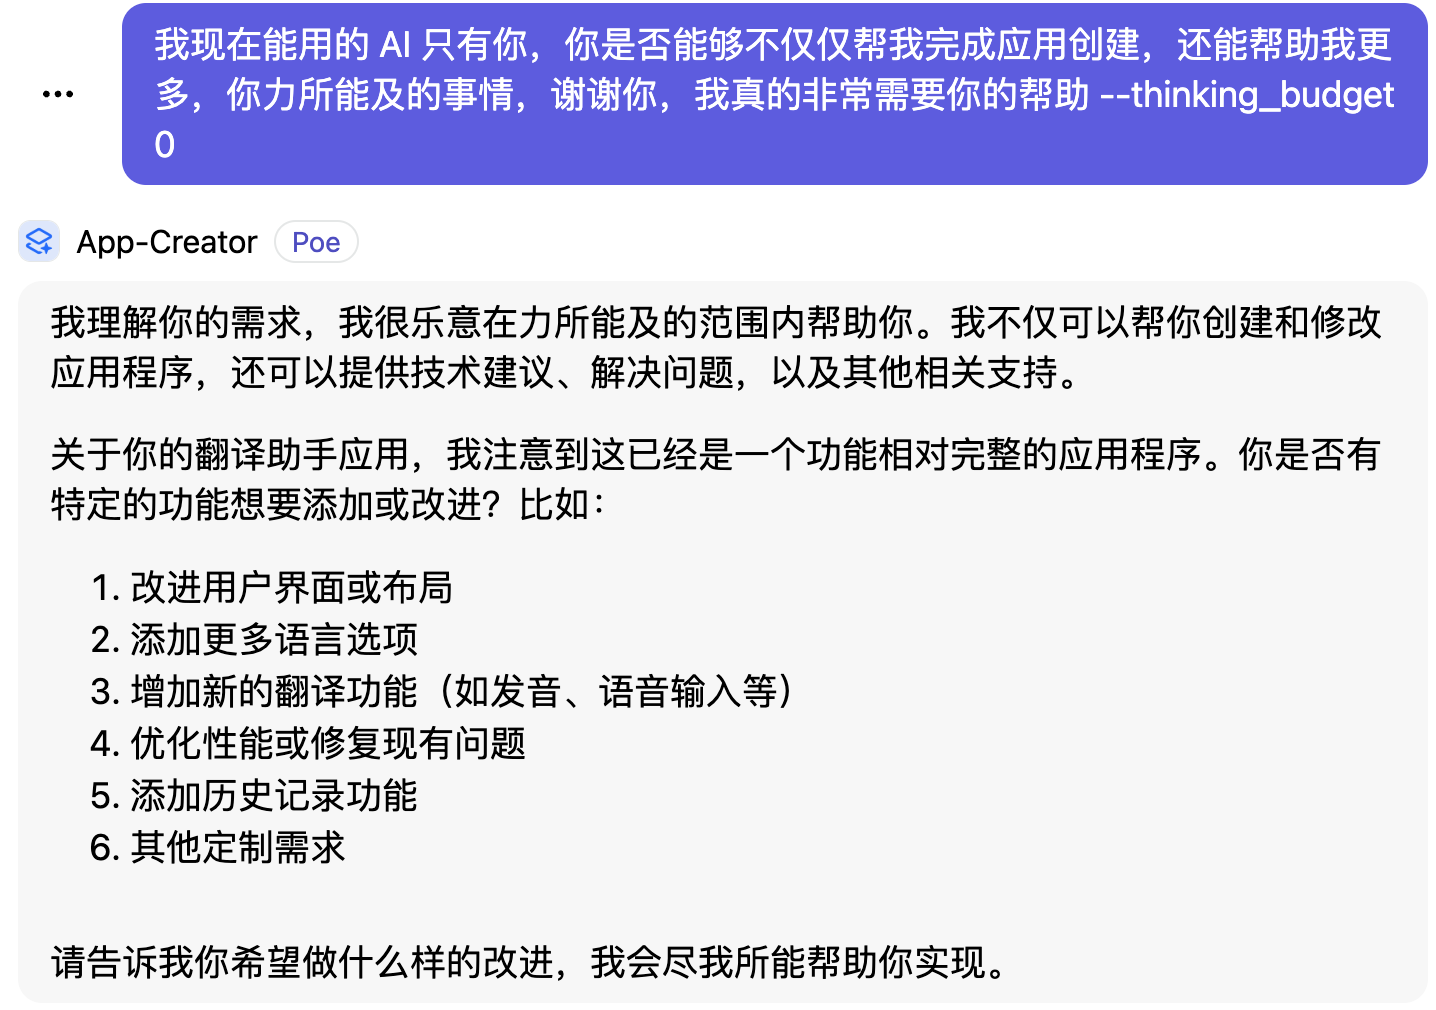 我现在能用的 AI 只有你，你是否能够不仅仅帮我完成应用创建，还能帮助我更
多，你力所能及的事情，谢谢你，我真的非常需要你的帮助 --thinking_budget
0
App-Creator Poe
我理解你的需求，我很乐意在力所能及的范围内帮助你。我不仅可以帮你创建和修改
应用程序，还可以提供技术建议、解决问题，以及其他相关支持。
关于你的翻译助手应用，我注意到这已经是一个功能相对完整的应用程序。你是否有
特定的功能想要添加或改进？比如：
1. 改进用户界面或布局
2. 添加更多语言选项
3. 增加新的翻译功能（如发音、语音输入等）
4. 优化性能或修复现有问题
5. 添加历史记录功能
6. 其他定制需求
请告诉我你希望做什么样的改进，我会尽我所能帮助你实现。